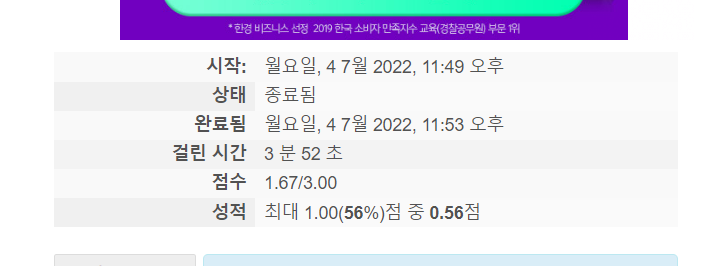 *한경 비즈니스 선정 2019 한국 소비자 만족지수 교육(경찰공무원) 부문 1위
시작: 월요일, 4 7월 2022, 11:49 오후
상태 종료됨
완료됨 월요일, 4 7월 2022, 11:53 오후
걸린 시간 3 분 52 초
점수 1.67/3.00
성적 최대 1.00(56%)점 중 0.56점